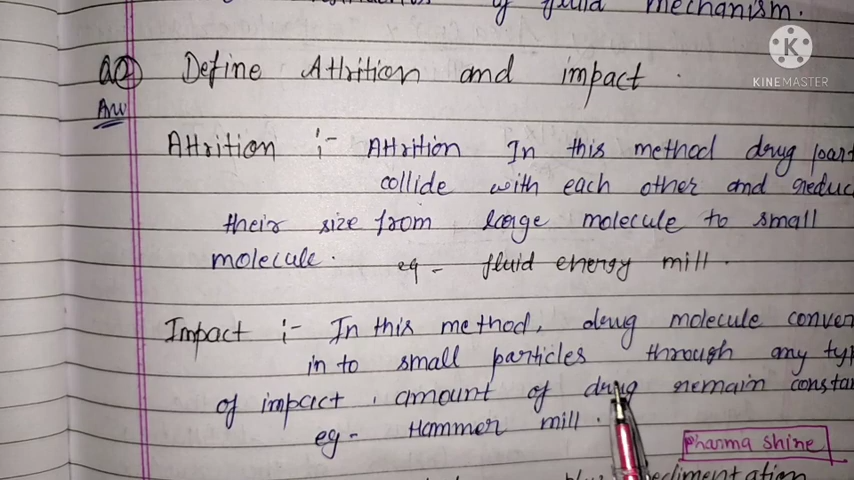 of fluid mechanism.
Q2 Define Attrition and impact.
Ans
Attrition :- Attrition In this method drug part
collide with each other and reduc
their size from large molecule to small
molecule. eg - fluid energy mill.
Impact :- In this method, drug molecule conver
in to small particles through any typ
of impact, amount of drug remain consta
eg - Hammer mill.
Pharma shine
sedimentation
K
KINEMASTER